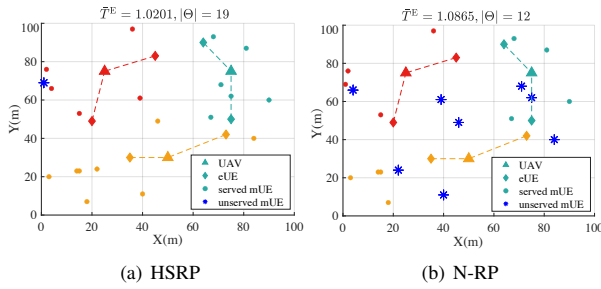 T̄ᴱ = 1.0201, |Θ| = 19
100
80
60
40
20
0
Y(m)
0 20 40 60 80 100
X(m)
UAV
eUE
served mUE
unserved mUE
(a) HSRP
T̄ᴱ = 1.0865, |Θ| = 12
100
80
60
40
20
0
Y(m)
0 20 40 60 80 100
X(m)
UAV
eUE
served mUE
unserved mUE
(b) N-RP